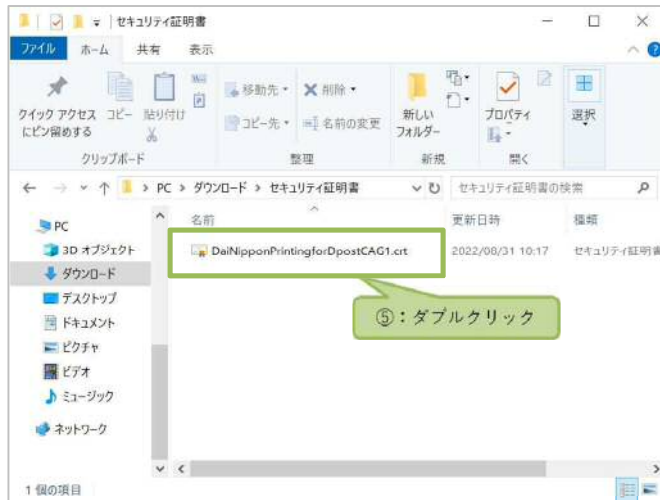 セキュリティ証明書
ファイル ホーム 共有 表示
クイック アクセスにピン留めする
コピー
貼り付け
移動先
コピー先
削除
名前の変更
新しいフォルダー
プロパティ
選択
クリップボード 整理 新規 開く
PC > ダウンロード > セキュリティ証明書
セキュリティ証明書の検索
名前 更新日時 種類
PC
3D オブジェクト
ダウンロード
デスクトップ
ドキュメント
ピクチャ
ビデオ
ミュージック
ネットワーク
DaiNipponPrintingforDpostCAG1.crt 2022/08/31 10:17 セキュリティ証明書
⑤：ダブルクリック
1 個の項目